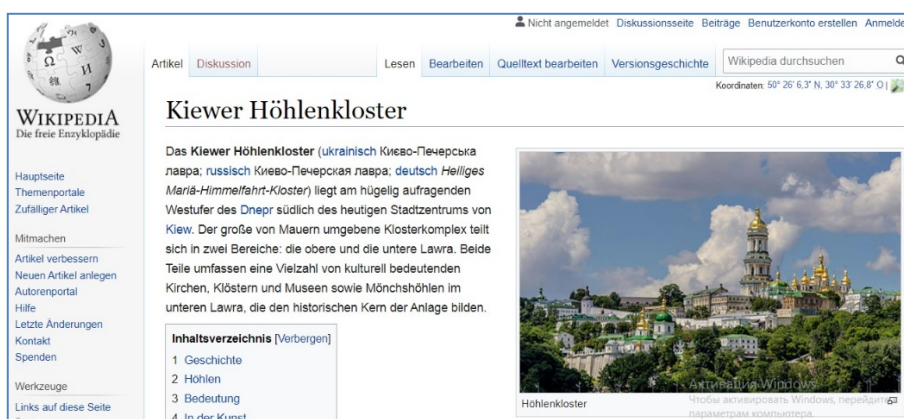 Nicht angemeldet Diskussionsseite Beiträge Benutzerkonto erstellen Anmelde
Artikel Diskussion Lesen Bearbeiten Quelltext bearbeiten Versionsgeschichte Wikipedia durchsuchen
Koordinaten: 50° 26′ 6,3″ N, 30° 33′ 26,8″ O |
WIKIPEDIA
Die freie Enzyklopädie
Hauptseite
Themenportale
Zufälliger Artikel
Mitmachen
Artikel verbessern
Neuen Artikel anlegen
Autorenportal
Hilfe
Letzte Änderungen
Kontakt
Spenden
Werkzeuge
Links auf diese Seite
Kiewer Höhlenkloster
Das Kiewer Höhlenkloster (ukrainisch Києво-Печерська
лавра; russisch Киево-Печерская лавра; deutsch Heiliges
Mariä-Himmelfahrt-Kloster) liegt am hügelig aufragenden
Westufer des Dnepr südlich des heutigen Stadtzentrums von
Kiew. Der große von Mauern umgebene Klosterkomplex teilt
sich in zwei Bereiche: die obere und die untere Lawra. Beide
Teile umfassen eine Vielzahl von kulturell bedeutenden
Kirchen, Klöstern und Museen sowie Mönchshöhlen im
unteren Lawra, die den historischen Kern der Anlage bilden.
Inhaltsverzeichnis [Verbergen]
1 Geschichte
2 Höhlen
3 Bedeutung
4 In der Kunst
Höhlenkloster
Активация Windows
Чтобы активировать Windows, перейдите
параметрам компьютера.